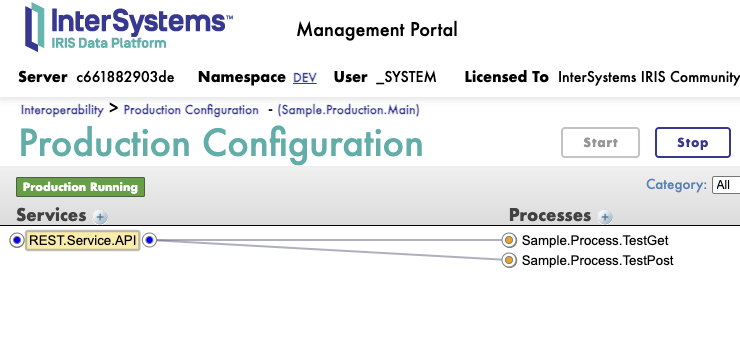 InterSystems™
IRIS Data Platform
Management Portal
Server c661882903de Namespace DEV User _SYSTEM Licensed To InterSystems IRIS Community
Interoperability > Production Configuration - (Sample.Production.Main)
Production Configuration
Start Stop
Production Running
Category: All
Services + Processes +
REST.Service.API Sample.Process.TestGet
Sample.Process.TestPost